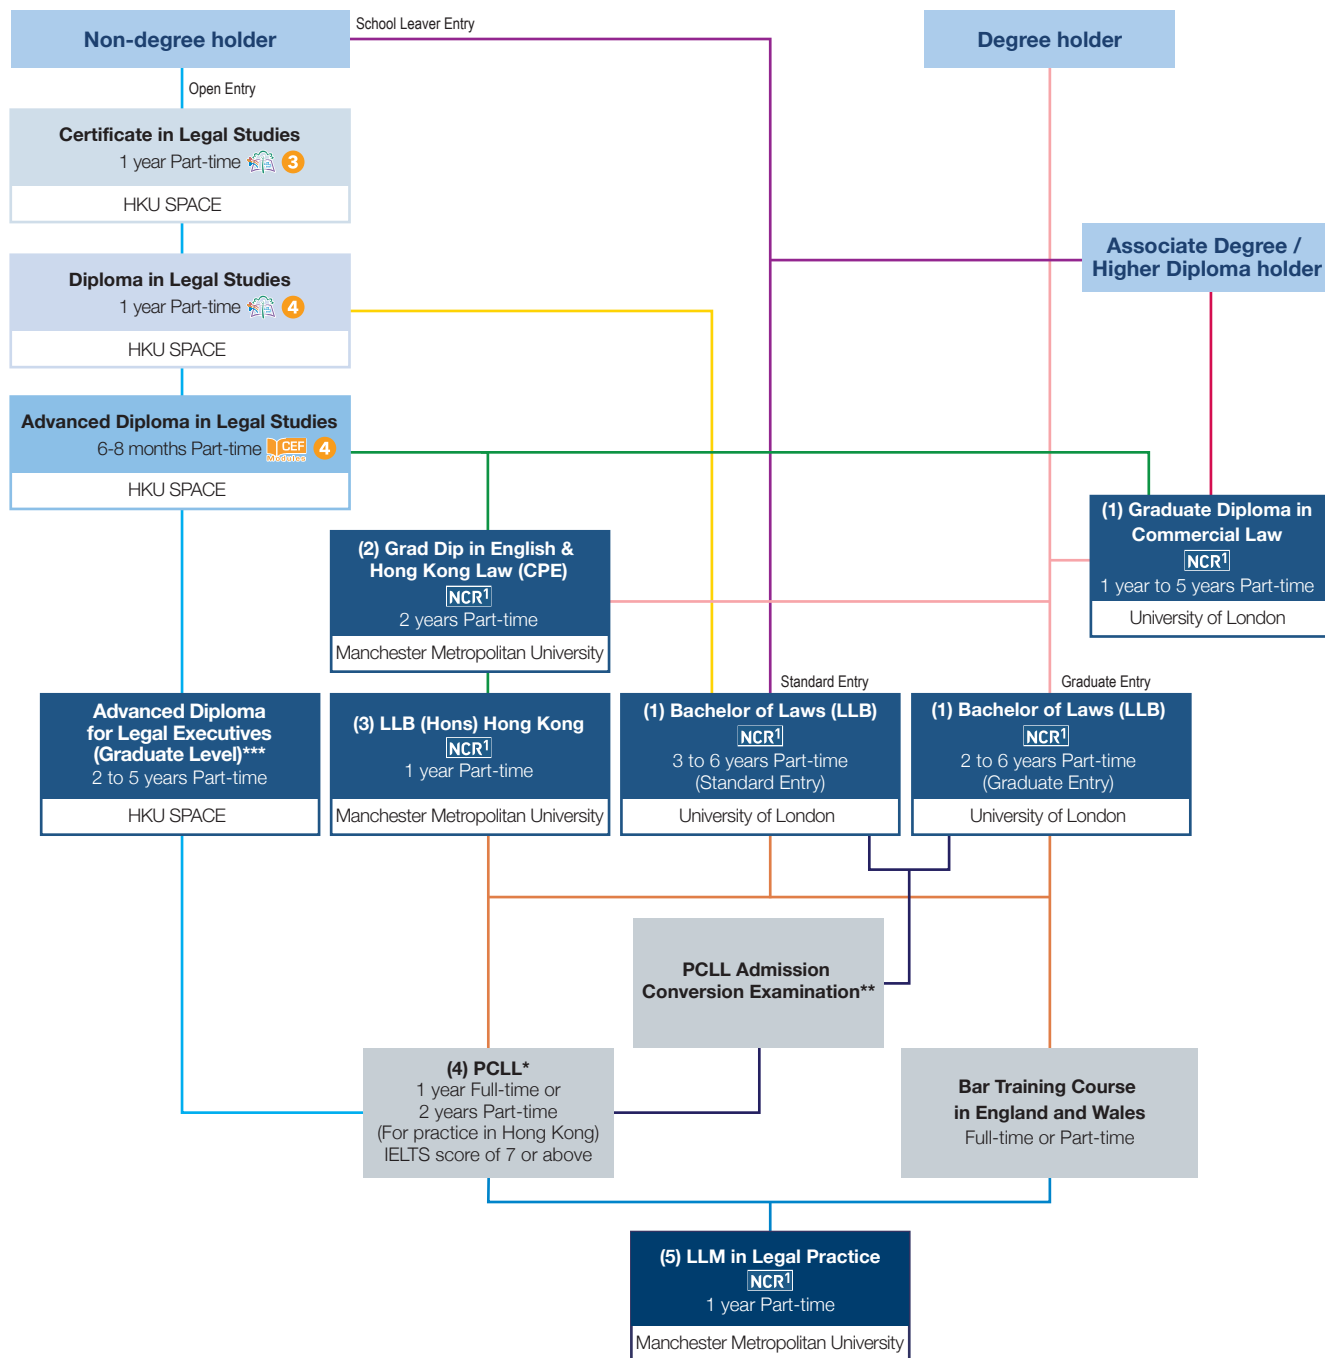 School Leaver Entry
Non-degree holder
Degree holder
Open Entry
Certificate in Legal Studies
1 year Part-time 3
HKU SPACE
Associate Degree /
Higher Diploma holder
Diploma in Legal Studies
1 year Part-time 4
HKU SPACE
Advanced Diploma in Legal Studies
6-8 months Part-time CEF Modules 4
HKU SPACE
(1) Graduate Diploma in
Commercial Law
NCR1
1 year to 5 years Part-time
University of London
(2) Grad Dip in English &
Hong Kong Law (CPE)
NCR1
2 years Part-time
Manchester Metropolitan University
Standard Entry
Graduate Entry
Advanced Diploma
for Legal Executives
(Graduate Level)***
2 to 5 years Part-time
HKU SPACE
(3) LLB (Hons) Hong Kong
NCR1
1 year Part-time
Manchester Metropolitan University
(1) Bachelor of Laws (LLB)
NCR1
3 to 6 years Part-time
(Standard Entry)
University of London
(1) Bachelor of Laws (LLB)
NCR1
2 to 6 years Part-time
(Graduate Entry)
University of London
PCLL Admission
Conversion Examination**
(4) PCLL*
1 year Full-time or
2 years Part-time
(For practice in Hong Kong)
IELTS score of 7 or above
Bar Training Course
in England and Wales
Full-time or Part-time
(5) LLM in Legal Practice
NCR1
1 year Part-time
Manchester Metropolitan University